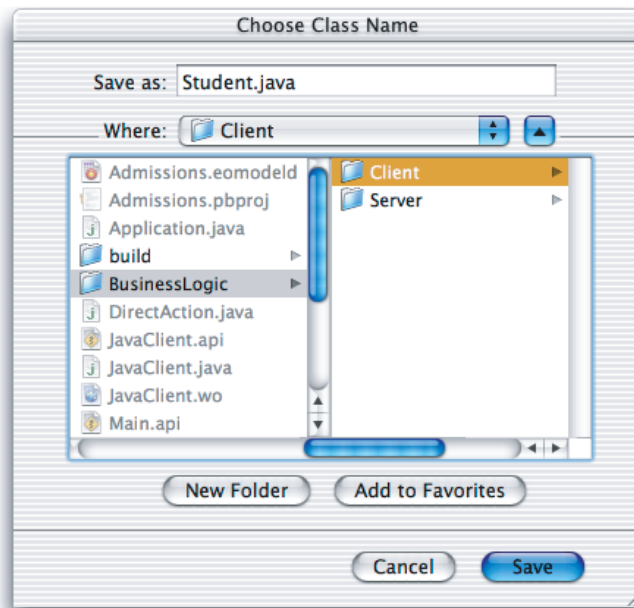 Choose Class Name
Save as: Student.java
Where: Client
Admissions.eomodeld
Admissions.pbproj
Application.java
build
BusinessLogic
DirectAction.java
JavaClient.api
JavaClient.java
JavaClient.wo
Main.api
Client
Server
New Folder
Add to Favorites
Cancel
Save